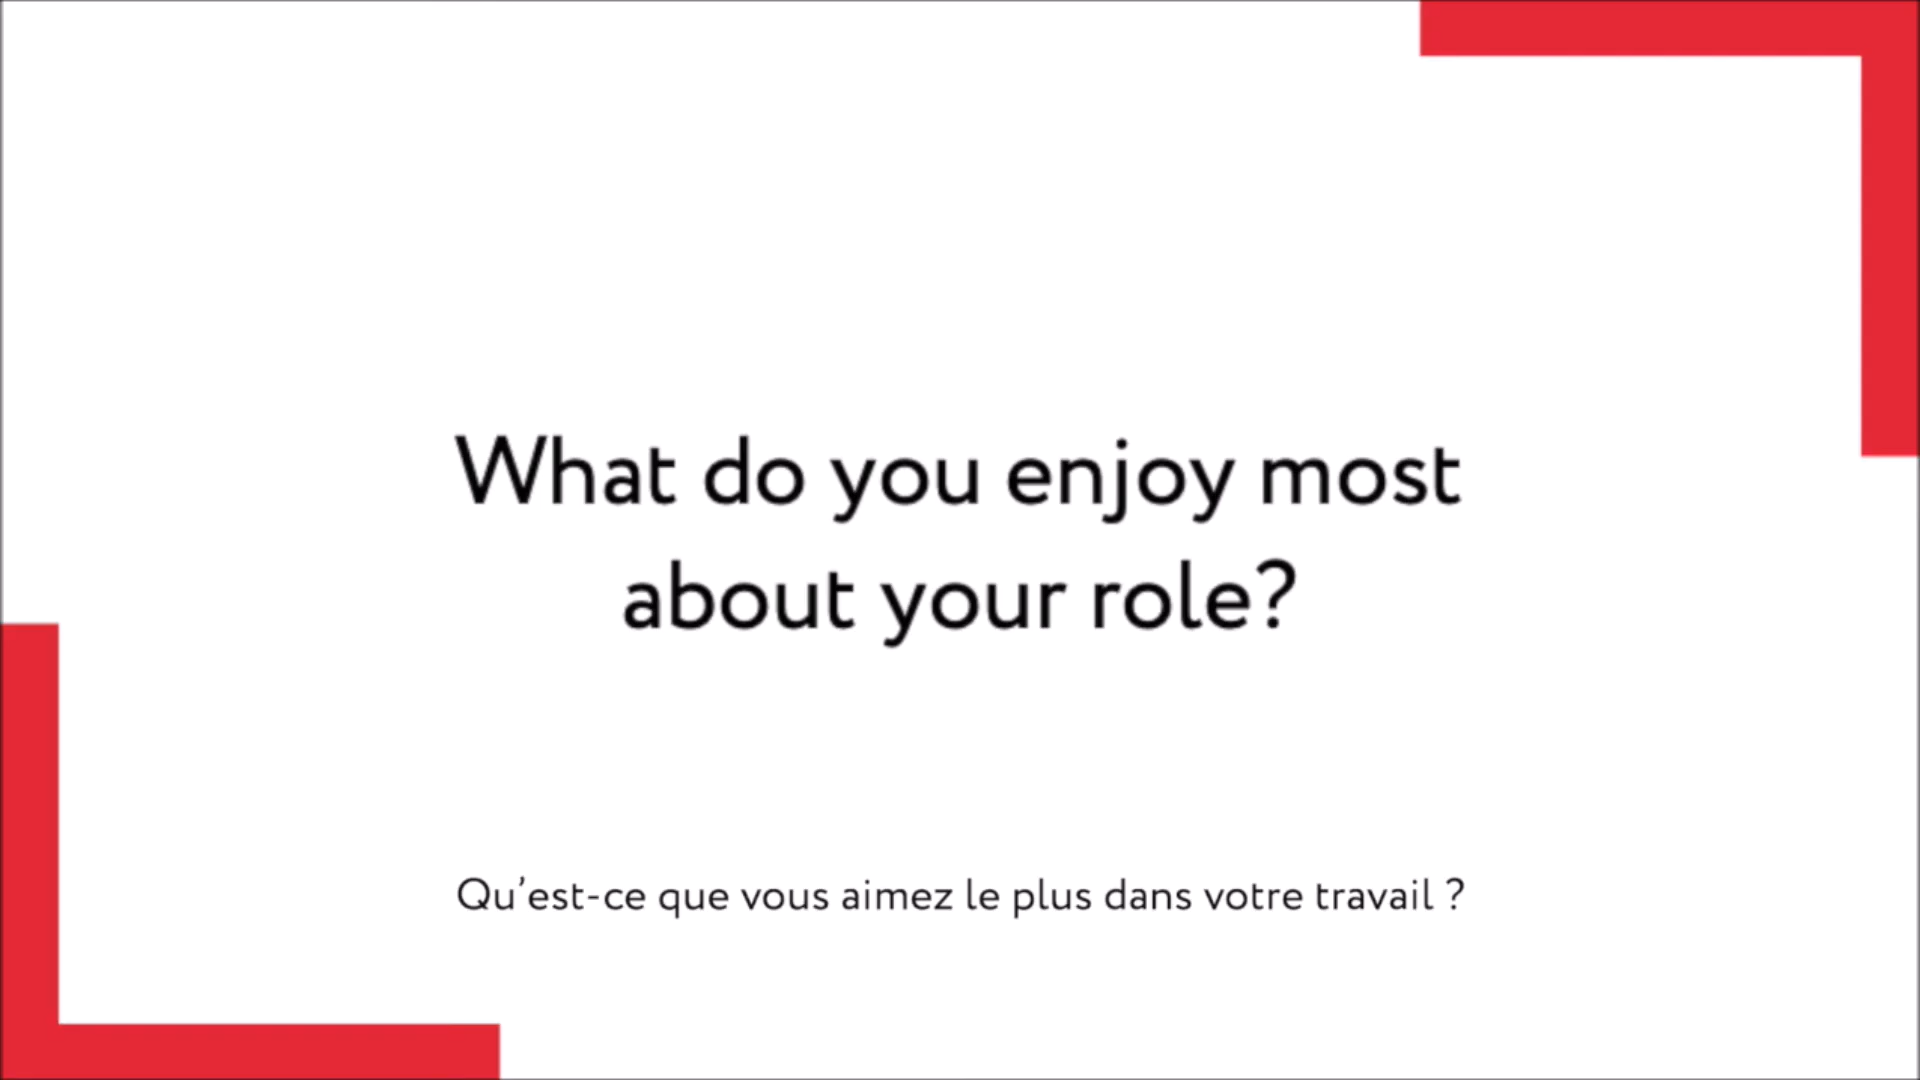 What do you enjoy most
about your role?
Qu’est-ce que vous aimez le plus dans votre travail ?